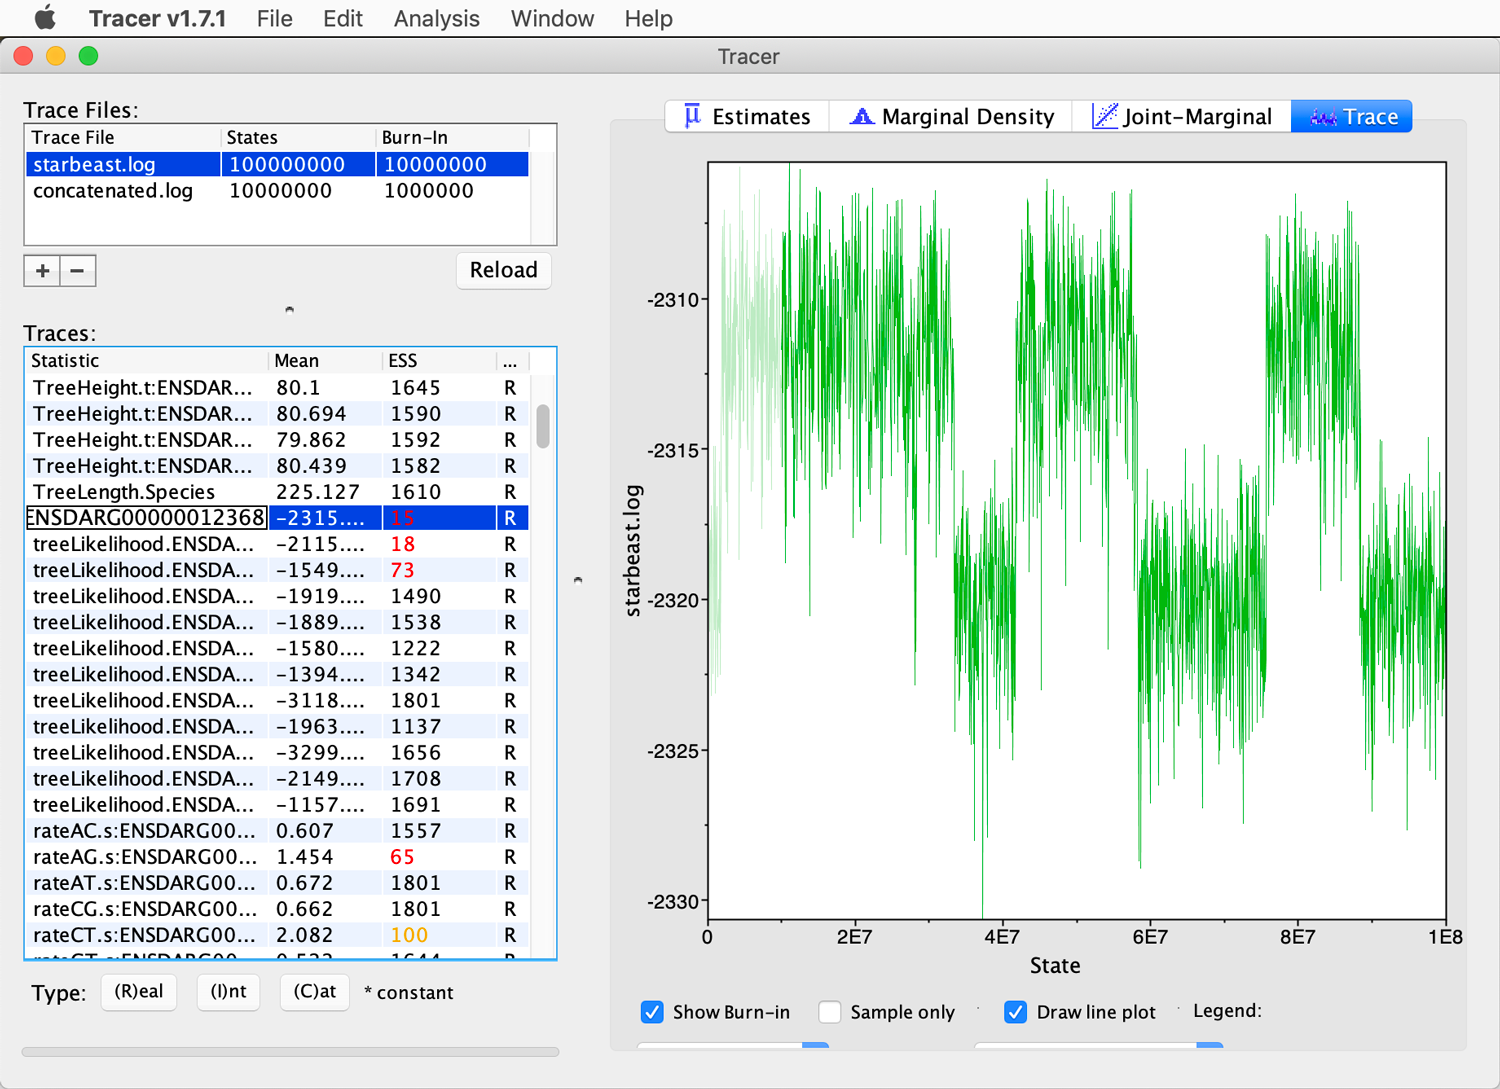 Tracer v1.7.1 File Edit Analysis Window Help
Tracer
Trace Files:
Trace File States Burn-In
starbeast.log 100000000 10000000
concatenated.log 10000000 1000000
+ −
Reload
Traces:
Statistic Mean ESS ...
TreeHeight.t:ENSDAR... 80.1 1645 R
TreeHeight.t:ENSDAR... 80.694 1590 R
TreeHeight.t:ENSDAR... 79.862 1592 R
TreeHeight.t:ENSDAR... 80.439 1582 R
TreeLength.Species 225.127 1610 R
ENSDARG00000012368 -2315.... 15 R
treeLikelihood.ENSDA... -2115.... 18 R
treeLikelihood.ENSDA... -1549.... 73 R
treeLikelihood.ENSDA... -1919.... 1490 R
treeLikelihood.ENSDA... -1889.... 1538 R
treeLikelihood.ENSDA... -1580.... 1222 R
treeLikelihood.ENSDA... -1394.... 1342 R
treeLikelihood.ENSDA... -3118.... 1801 R
treeLikelihood.ENSDA... -1963.... 1137 R
treeLikelihood.ENSDA... -3299.... 1656 R
treeLikelihood.ENSDA... -2149.... 1708 R
treeLikelihood.ENSDA... -1157.... 1691 R
rateAC.s:ENSDARG00... 0.607 1557 R
rateAG.s:ENSDARG00... 1.454 65 R
rateAT.s:ENSDARG00... 0.672 1801 R
rateCG.s:ENSDARG00... 0.662 1801 R
rateCT.s:ENSDARG00... 2.082 100 R
Type: (R)eal (I)nt (C)at * constant
Estimates Marginal Density Joint-Marginal Trace
-2310
-2315
-2320
-2325
-2330
starbeast.log
0 2E7 4E7 6E7 8E7 1E8
State
Show Burn-in Sample only Draw line plot Legend: